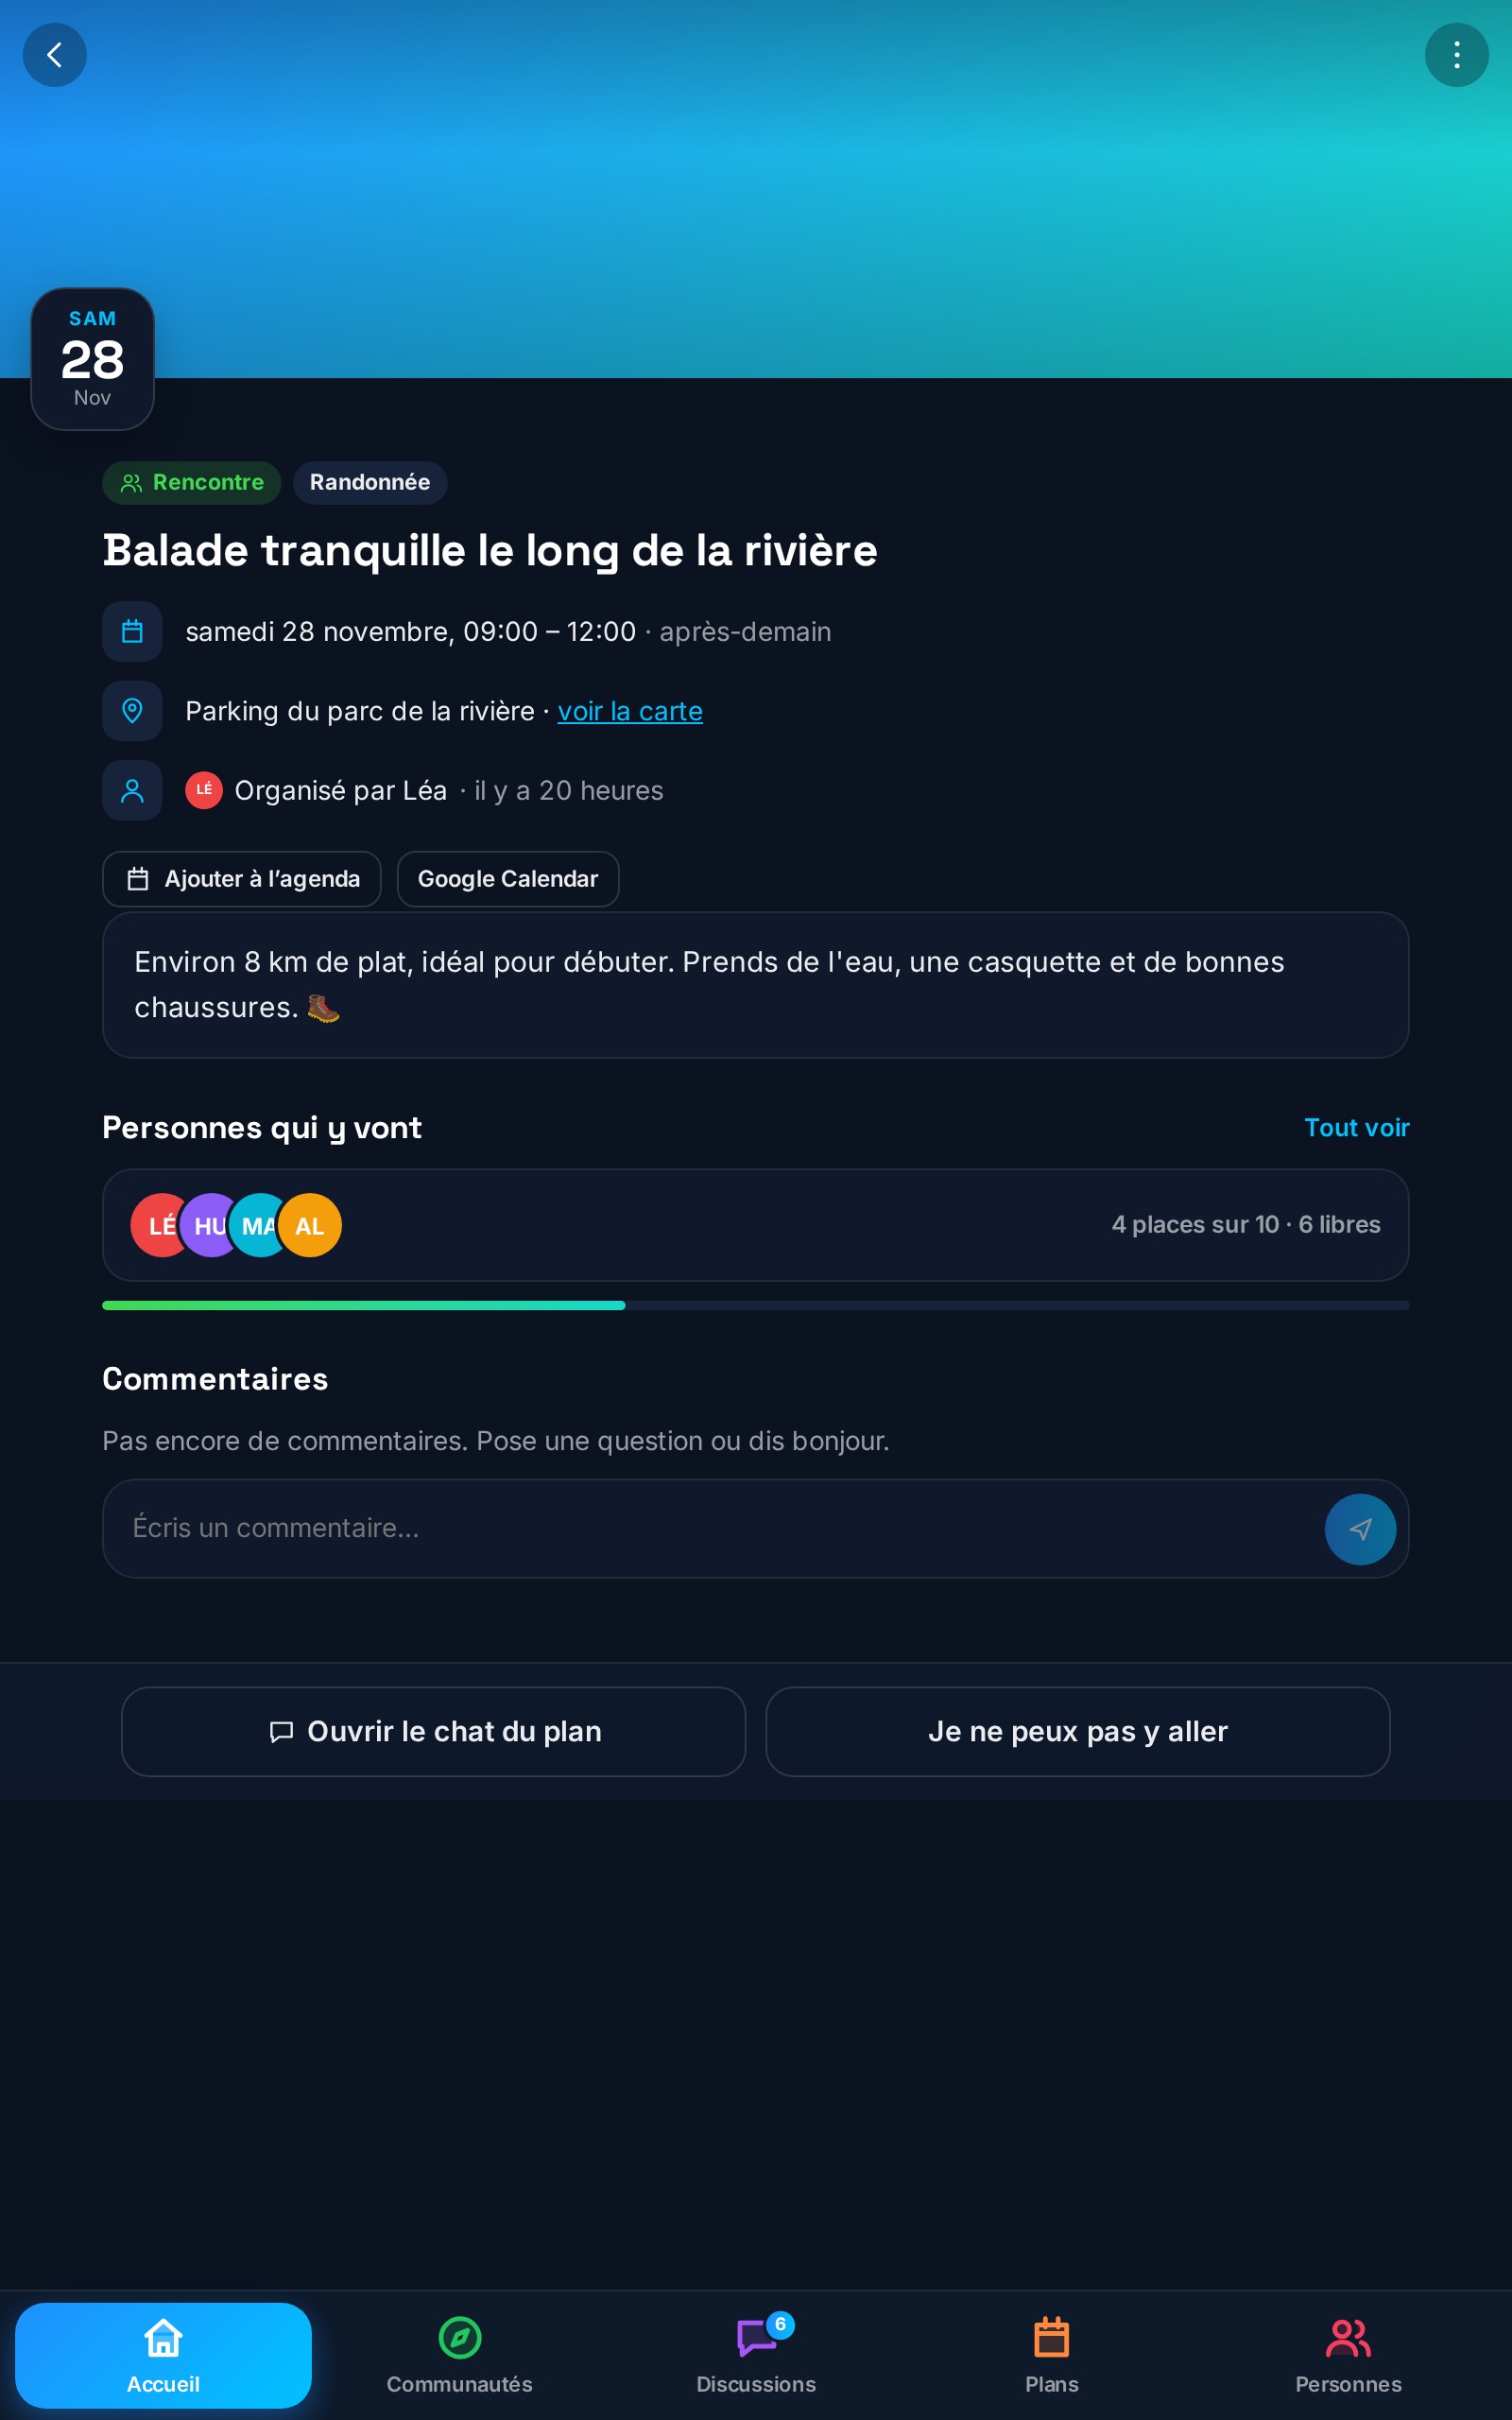 SAM
28
Nov
Rencontre
Randonnée
Balade tranquille le long de la rivière
samedi 28 novembre, 09:00 – 12:00 · après-demain
Parking du parc de la rivière · voir la carte
LÉ Organisé par Léa · il y a 20 heures
Ajouter à l’agenda
Google Calendar
Environ 8 km de plat, idéal pour débuter. Prends de l'eau, une casquette et de bonnes
chaussures. 🥾
Personnes qui y vont
Tout voir
LÉ HU MA AL
4 places sur 10 · 6 libres
Commentaires
Pas encore de commentaires. Pose une question ou dis bonjour.
Écris un commentaire...
Ouvrir le chat du plan
Je ne peux pas y aller
6
Accueil
Communautés
Discussions
Plans
Personnes